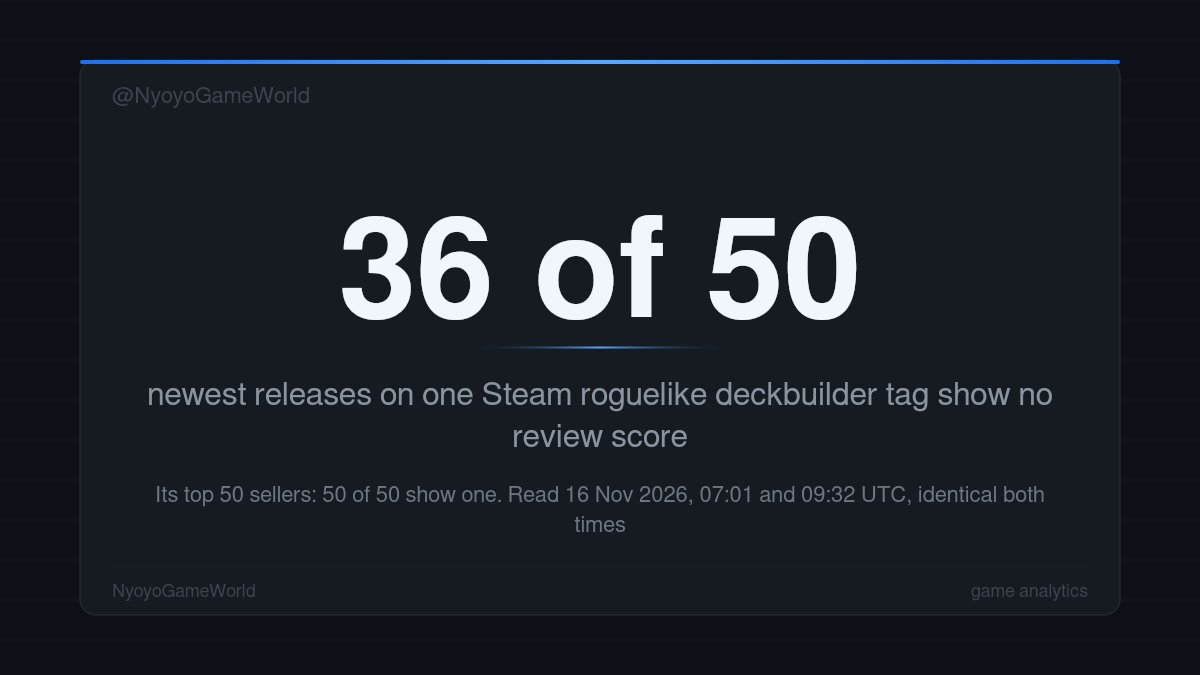 @NyoyoGameWorld
36 of 50
newest releases on one Steam roguelike deckbuilder tag show no
review score
Its top 50 sellers: 50 of 50 show one. Read 16 Nov 2026, 07:01 and 09:32 UTC, identical both
times
NyoyoGameWorld
game analytics